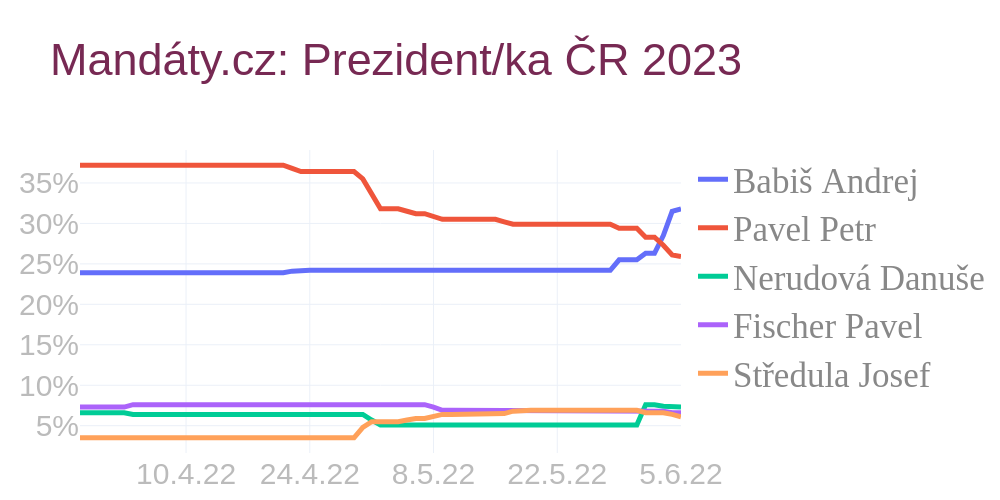 Mandáty.cz: Prezident/ka ČR 2023
35%
30%
25%
20%
15%
10%
5%
10.4.22 24.4.22 8.5.22 22.5.22 5.6.22
Babiš Andrej
Pavel Petr
Nerudová Danuše
Fischer Pavel
Středula Josef